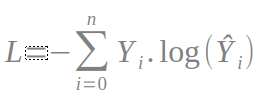 L = − ∑_{i=0}^{n} Y_i . log(Ŷ_i)